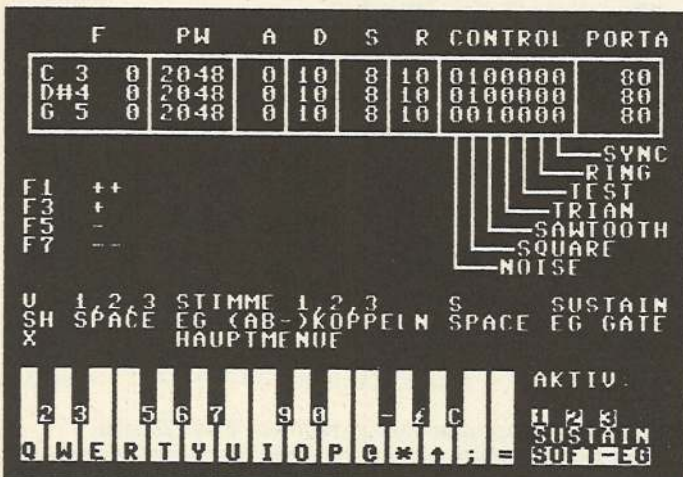 F PW A D S R CONTROL PORTA
C 3 0 2048 0 10 8 10 0100000 80
D#4 0 2048 0 10 8 10 0100000 80
G 5 0 2048 0 10 8 10 0010000 80
SYNC
RING
TEST
TRIAN
SAWTOOTH
SQUARE
NOISE
F1 ++
F3 +
F5 -
F7 --
V 1,2,3 STIMME 1,2,3 S SUSTAIN
SH SPACE EG (AB-)KOPPELN SPACE EG GATE
X HAUPTMENUE
AKTIV:
2 3 5 6 7 9 0 - £ C
1 2 3
SUSTAIN
Q W E R T Y U I O P @ * ↑ ; =
SOFT-EG